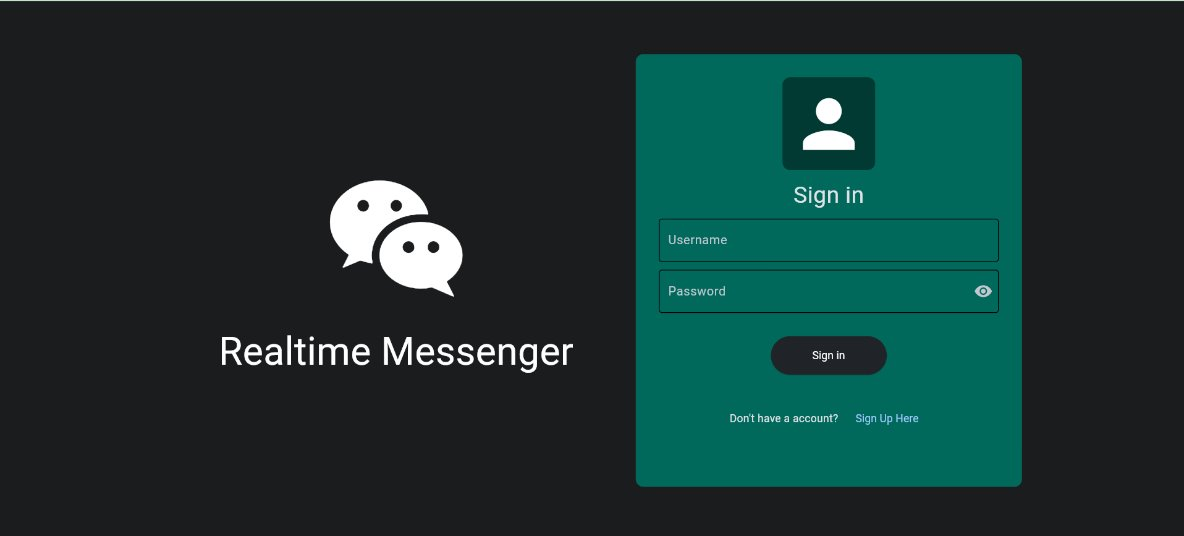 Realtime Messenger
Sign in
Username
Password
Sign in
Don't have a account? Sign Up Here